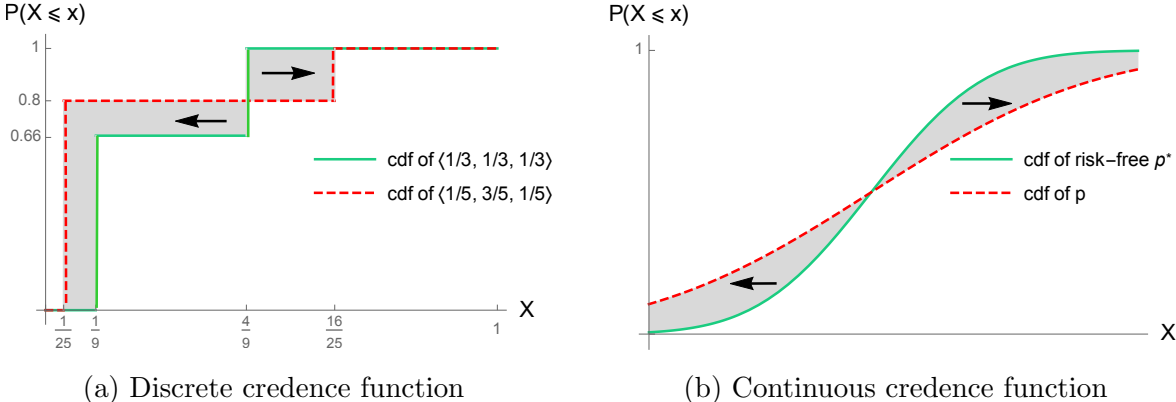 P(X ⩽ x)
1
0.8
0.66
cdf of ⟨1/3, 1/3, 1/3⟩
cdf of ⟨1/5, 3/5, 1/5⟩
X
1/25
1/9
4/9
16/25
1
(a) Discrete credence function
P(X ⩽ x)
1
cdf of risk-free p*
cdf of p
X
(b) Continuous credence function